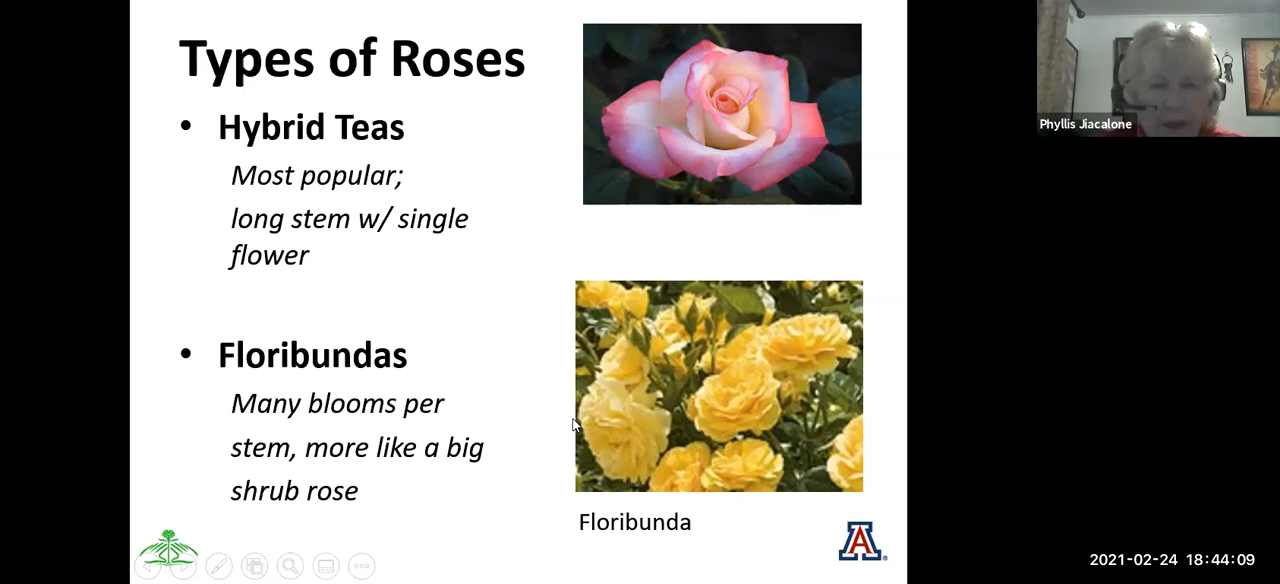 Types of Roses
• Hybrid Teas
Most popular;
long stem w/ single
flower
• Floribundas
Many blooms per
stem, more like a big
shrub rose
Floribunda
A
Phyllis Jiacalone
2021-02-24 18:44:09